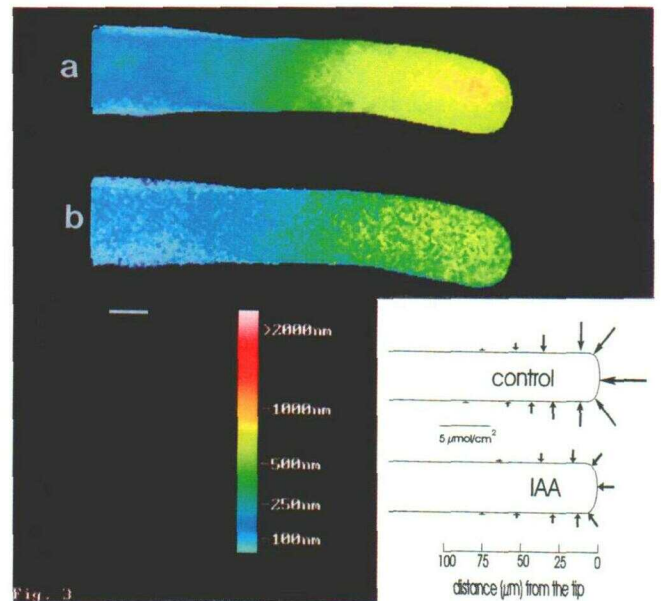 a
b
>2000nm
1000nm
500nm
250nm
100nm
control
5 µmol/cm²
IAA
100 75 50 25 0
distance (µm) from the tip
Fig. 3